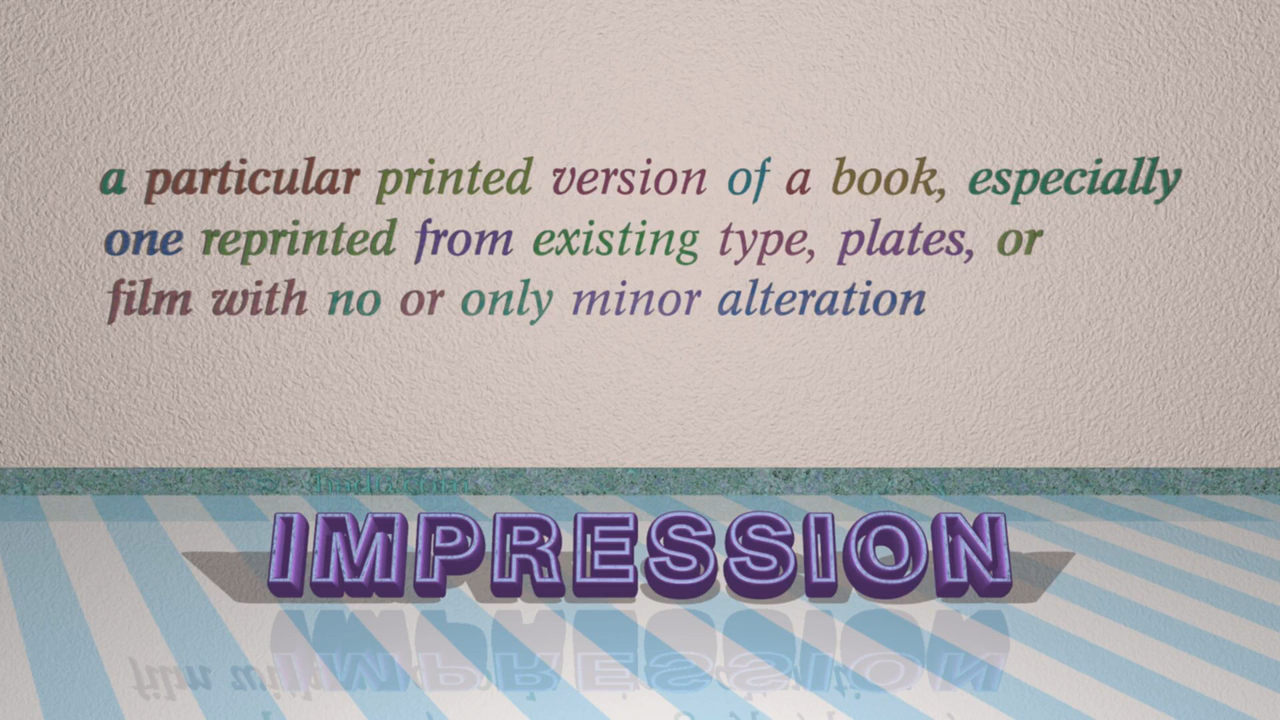 a particular printed version of a book, especially
one reprinted from existing type, plates, or
film with no or only minor alteration
IMPRESSION